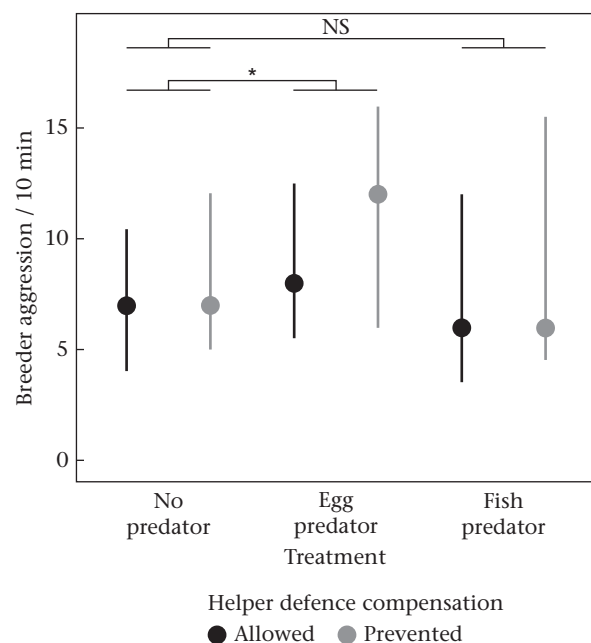 NS
*
15
10
5
0
Breeder aggression / 10 min
No predator
Egg predator
Fish predator
Treatment
Helper defence compensation
Allowed Prevented